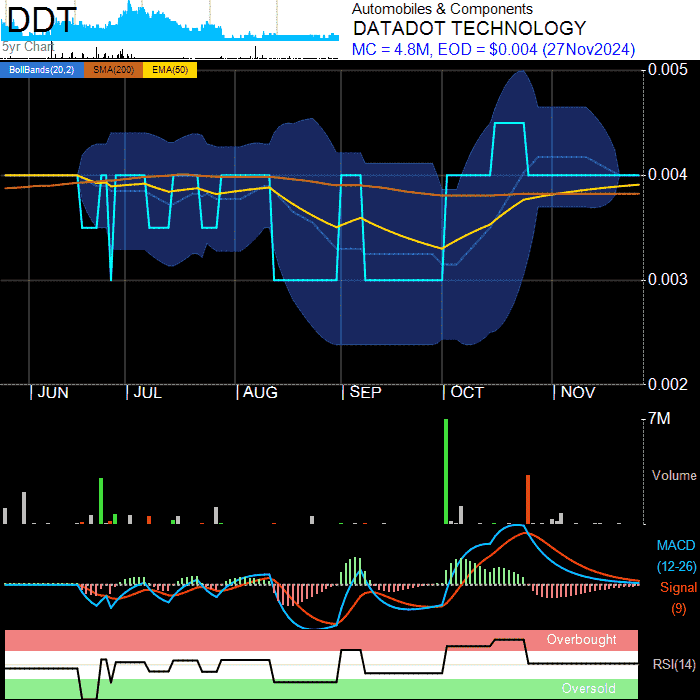 DDT
5yr Chart
Automobiles & Components
DATADOT TECHNOLOGY
MC = 4.8M, EOD = $0.004 (27Nov2024)
BollBands(20,2) SMA(200) EMA(50)
0.005
0.004
0.003
0.002
JUN JUL AUG SEP OCT NOV
7M
Volume
MACD
(12-26)
Signal
(9)
Overbought
RSI(14)
Oversold